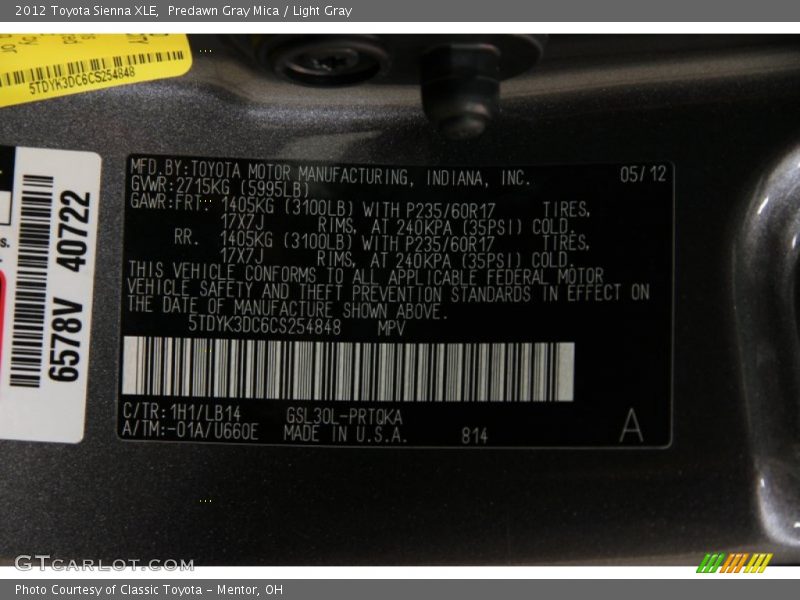 2012 Toyota Sienna XLE,  Predawn Gray Mica / Light Gray
5TDYK3DC6CS254848
6578V 40722
MFD.BY:TOYOTA MOTOR MANUFACTURING, INDIANA, INC. 05/12
GVWR:2715KG (5995LB)
GAWR:FRT. 1405KG (3100LB) WITH P235/60R17 TIRES,
17X7J RIMS, AT 240KPA (35PSI) COLD.
RR. 1405KG (3100LB) WITH P235/60R17 TIRES,
17X7J RIMS, AT 240KPA (35PSI) COLD.
THIS VEHICLE CONFORMS TO ALL APPLICABLE FEDERAL MOTOR
VEHICLE SAFETY AND THEFT PREVENTION STANDARDS IN EFFECT ON
THE DATE OF MANUFACTURE SHOWN ABOVE.
5TDYK3DC6CS254848 MPV
C/TR:1H1/LB14 GSL30L-PRTQKA
A/TM:-01A/U660E MADE IN U.S.A. 814 A
GTCARLOT.COM
Photo Courtesy of Classic Toyota - Mentor, OH